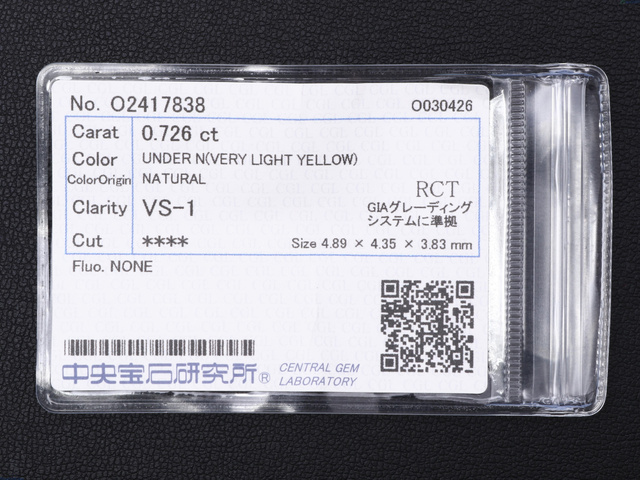 No. O2417838
O030426
Carat 0.726 ct
Color UNDER N(VERY LIGHT YELLOW)
ColorOrigin NATURAL
Clarity VS-1
RCT
GIAグレーディング
システムに準拠
Cut ****
Size 4.89 × 4.35 × 3.83 mm
Fluo. NONE
中央宝石研究所®
CENTRAL GEM
LABORATORY